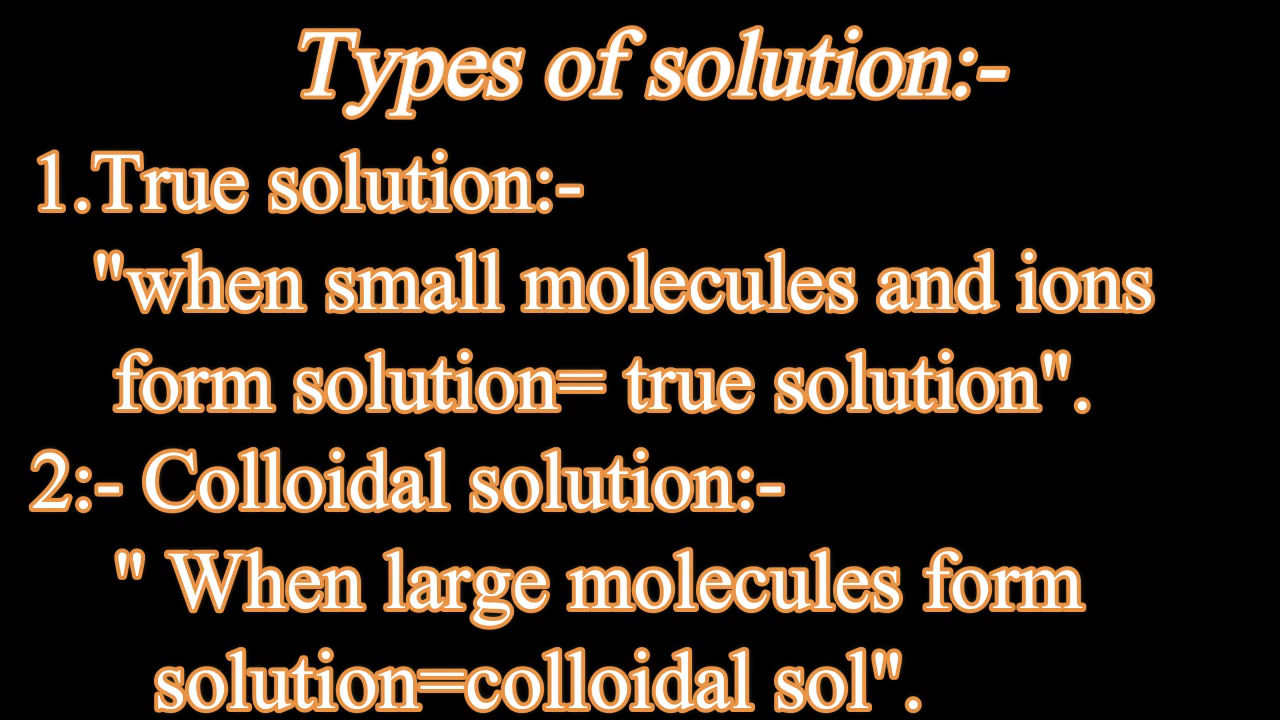 Types of solution:-
1.True solution:-
"when small molecules and ions
form solution= true solution".
2:- Colloidal solution:-
" When large molecules form
solution=colloidal sol".